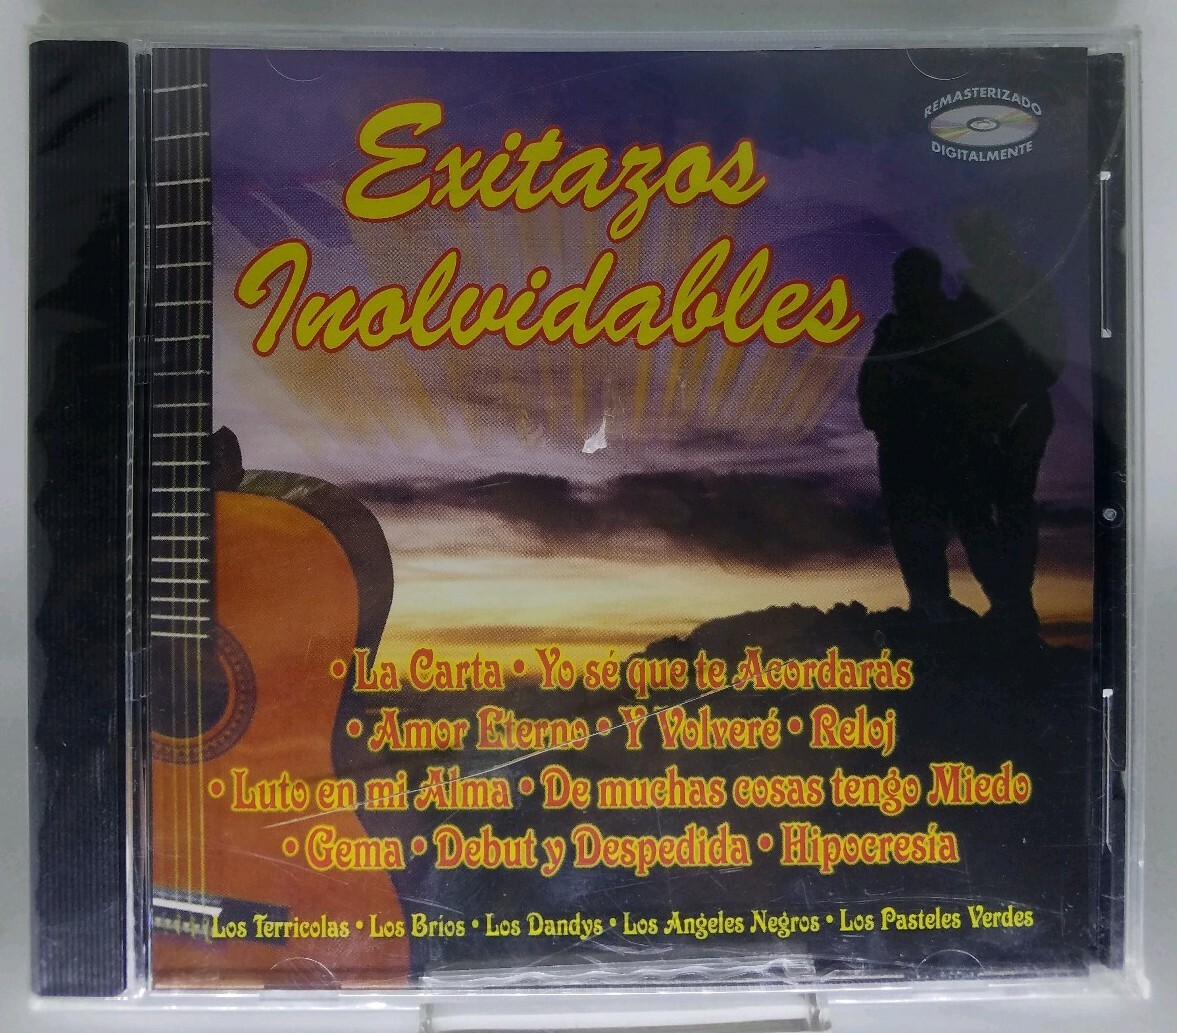 REMASTERIZADO
DIGITALMENTE
Exitazos
Inolvidables
• La Carta • Yo sé que te Acordarás
• Amor Eterno • Y Volveré • Reloj
• Luto en mi Alma • De muchas cosas tengo Miedo
• Gema • Debut y Despedida • Hipocresía
Los Terricolas • Los Bríos • Los Dandys • Los Angeles Negros • Los Pasteles Verdes